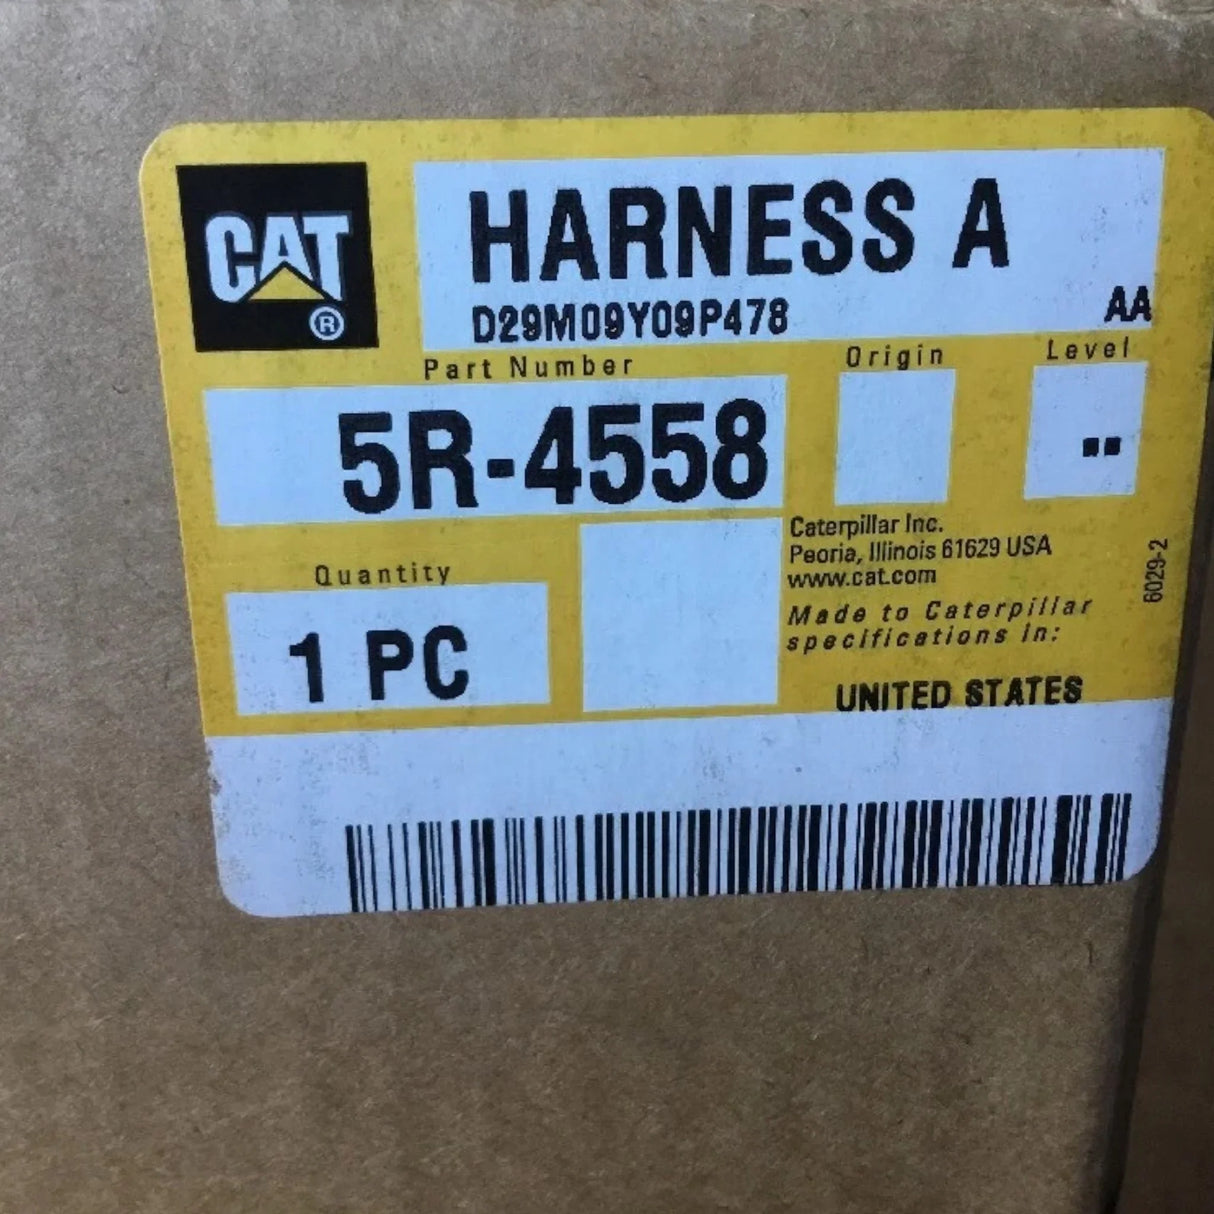 CAT
®
HARNESS A
D29M09Y09P478 AA
Part Number Origin Level
5R-4558 --
Caterpillar Inc.
Peoria, Illinois 61629 USA
www.cat.com
Made to Caterpillar
specifications in:
UNITED STATES
6029-2
Quantity
1 PC